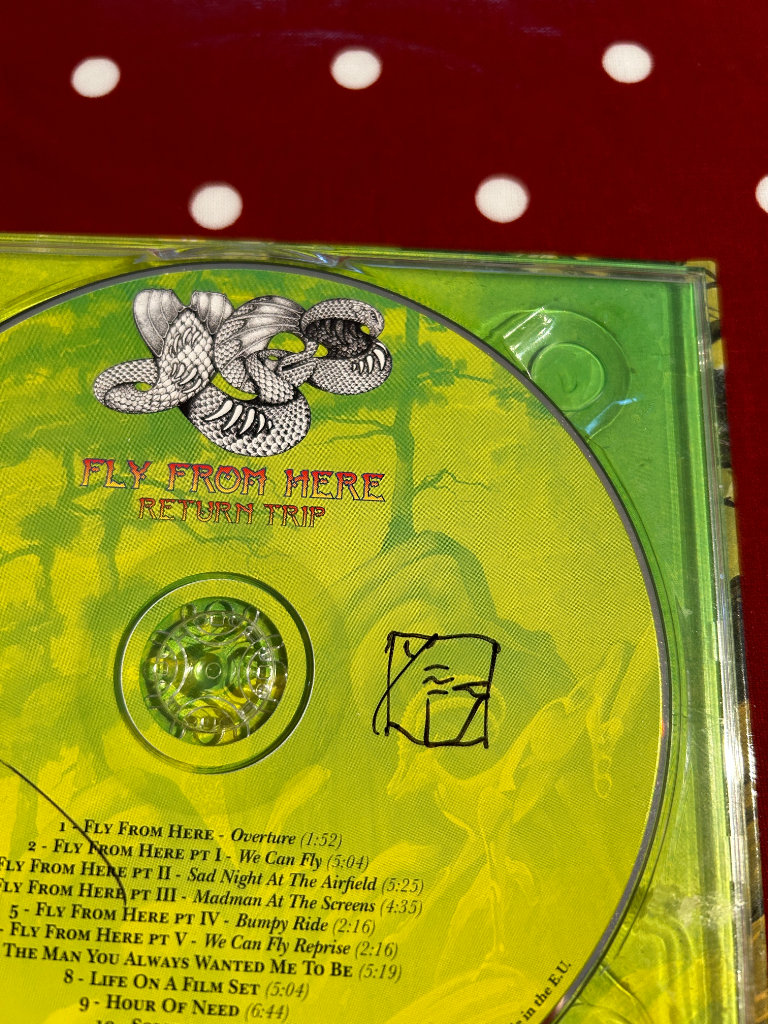 FLY FROM HERE
RETURN TRIP
1 - FLY FROM HERE - Overture (1:52)
2 - FLY FROM HERE PT I - We Can Fly (5:04)
FLY FROM HERE PT II - Sad Night At The Airfield (5:25)
FLY FROM HERE PT III - Madman At The Screens (4:35)
5 - FLY FROM HERE PT IV - Bumpy Ride (2:16)
- FLY FROM HERE PT V - We Can Fly Reprise (2:16)
THE MAN YOU ALWAYS WANTED ME TO BE (5:19)
8 - LIFE ON A FILM SET (5:04)
9 - HOUR OF NEED (6:44)
10 -
in the E.U.